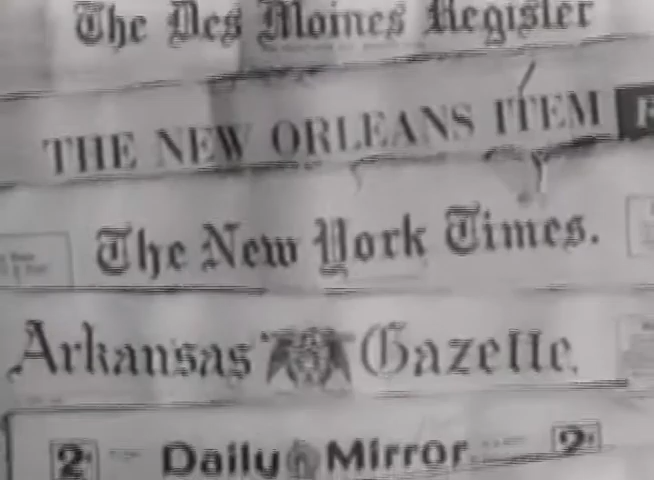 The Des Moines Register
THE NEW ORLEANS ITEM
The New York Times.
Arkansas Gazette.
2¢ Daily Mirror 2¢